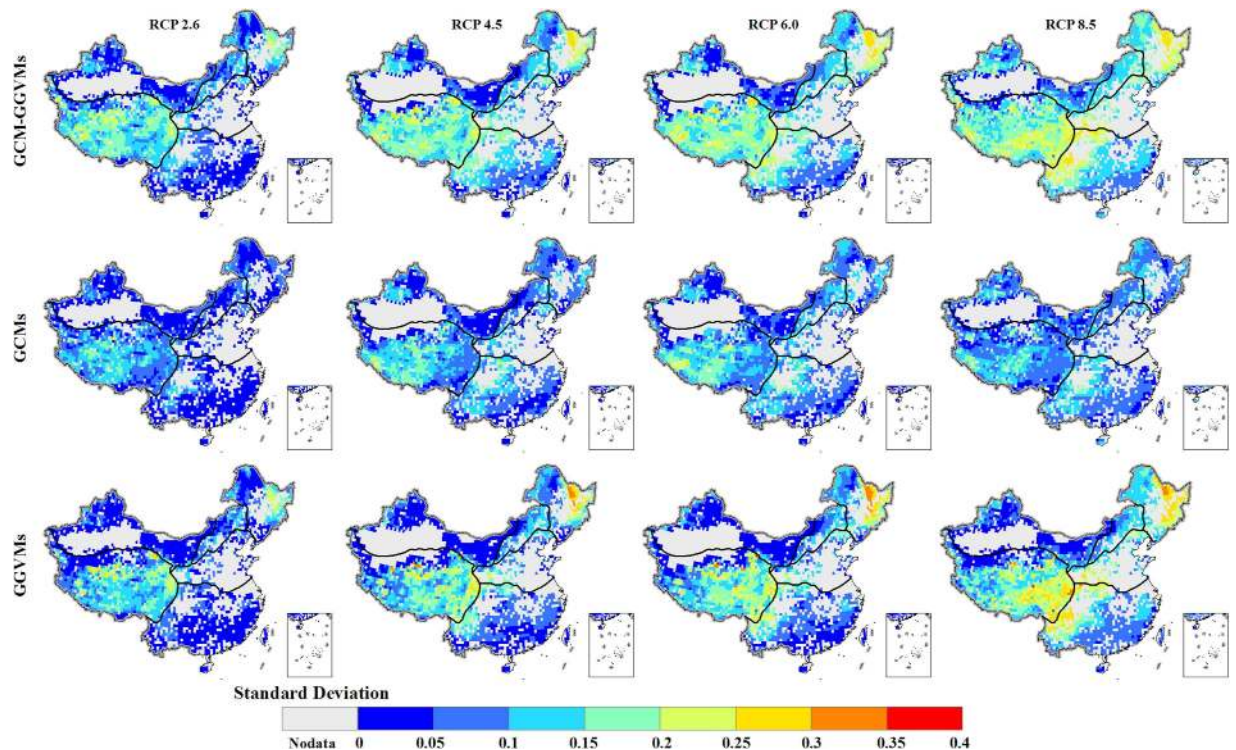 RCP 2.6 RCP 4.5 RCP 6.0 RCP 8.5
GCM-GGVMs
GCMs
GGVMs
Standard Deviation
Nodata 0 0.05 0.1 0.15 0.2 0.25 0.3 0.35 0.4